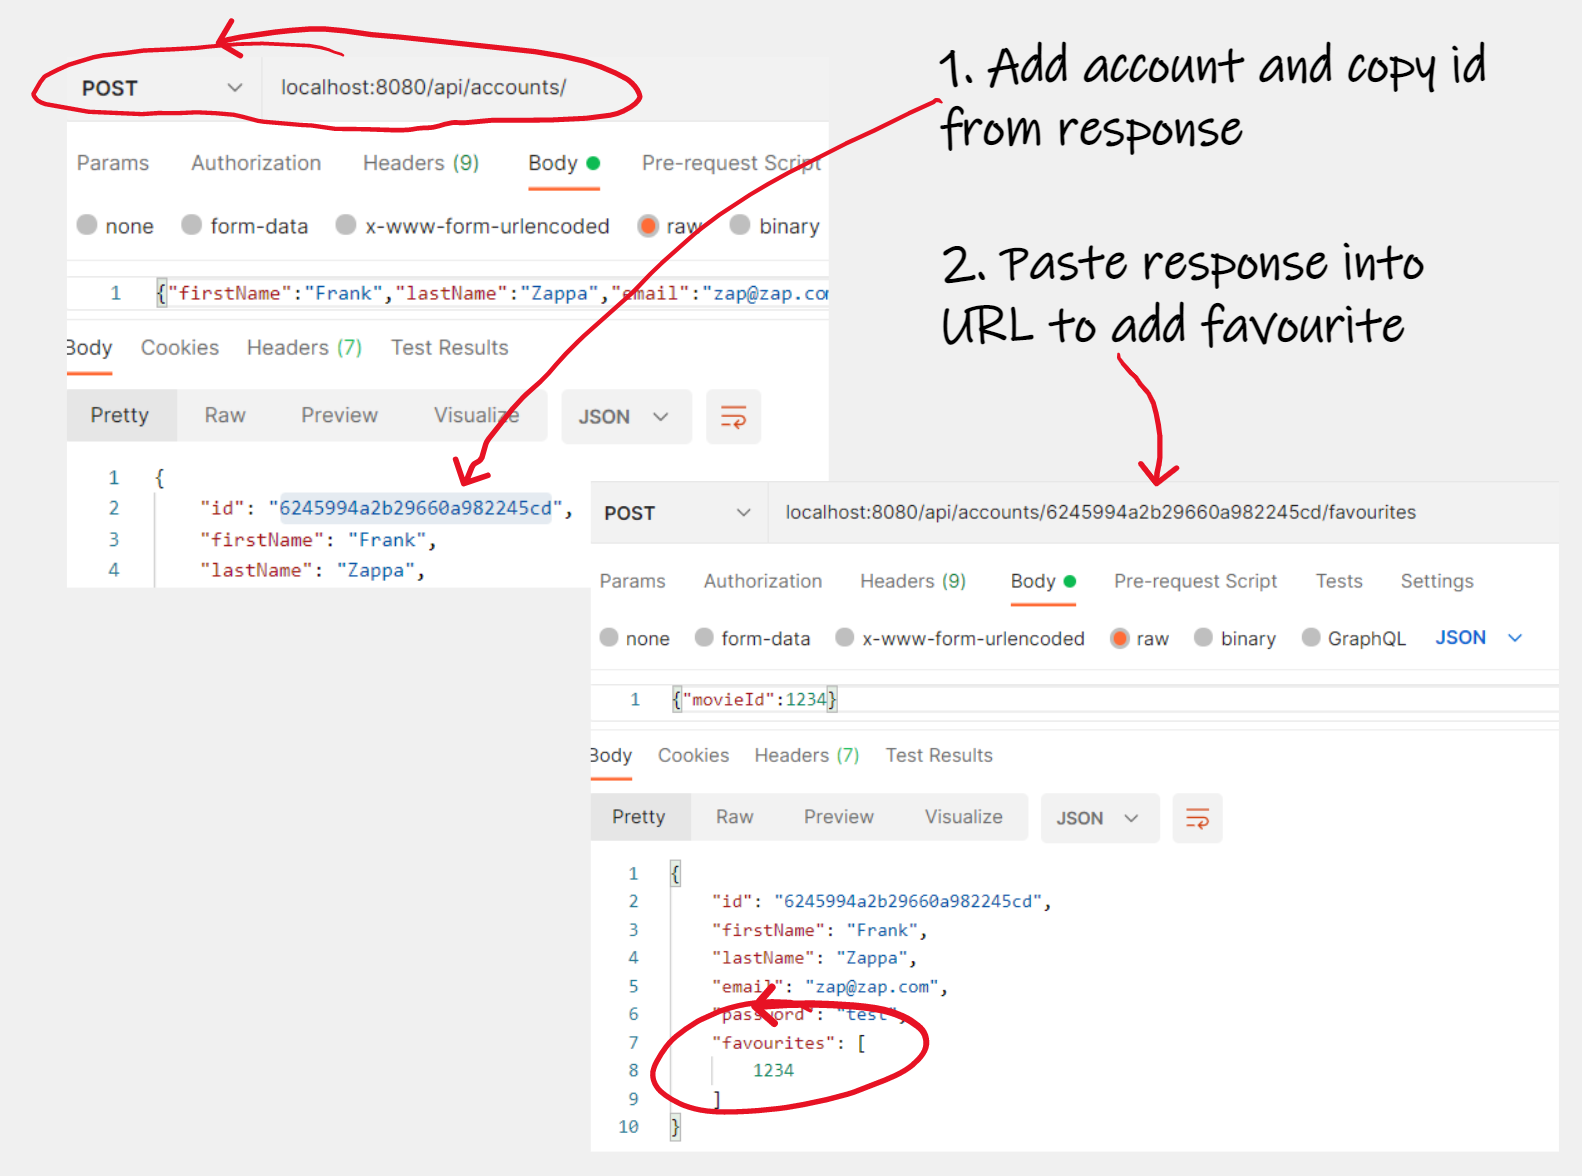 POST localhost:8080/api/accounts/
Params Authorization Headers (9) Body Pre-request Script
none form-data x-www-form-urlencoded raw binary
1 {"firstName":"Frank","lastName":"Zappa","email":"zap@zap.com
Body Cookies Headers (7) Test Results
Pretty Raw Preview Visualize JSON
1 {
2 "id": "6245994a2b29660a982245cd",
3 "firstName": "Frank",
4 "lastName": "Zappa",
1. Add account and copy id
from response
2. Paste response into
URL to add favourite
POST localhost:8080/api/accounts/6245994a2b29660a982245cd/favourites
Params Authorization Headers (9) Body Pre-request Script Tests Settings
none form-data x-www-form-urlencoded raw binary GraphQL JSON
1 {"movieId":1234}
Body Cookies Headers (7) Test Results
Pretty Raw Preview Visualize JSON
1 {
2 "id": "6245994a2b29660a982245cd",
3 "firstName": "Frank",
4 "lastName": "Zappa",
5 "email": "zap@zap.com",
6 "password": "test",
7 "favourites": [
8 1234
9 ]
10 }